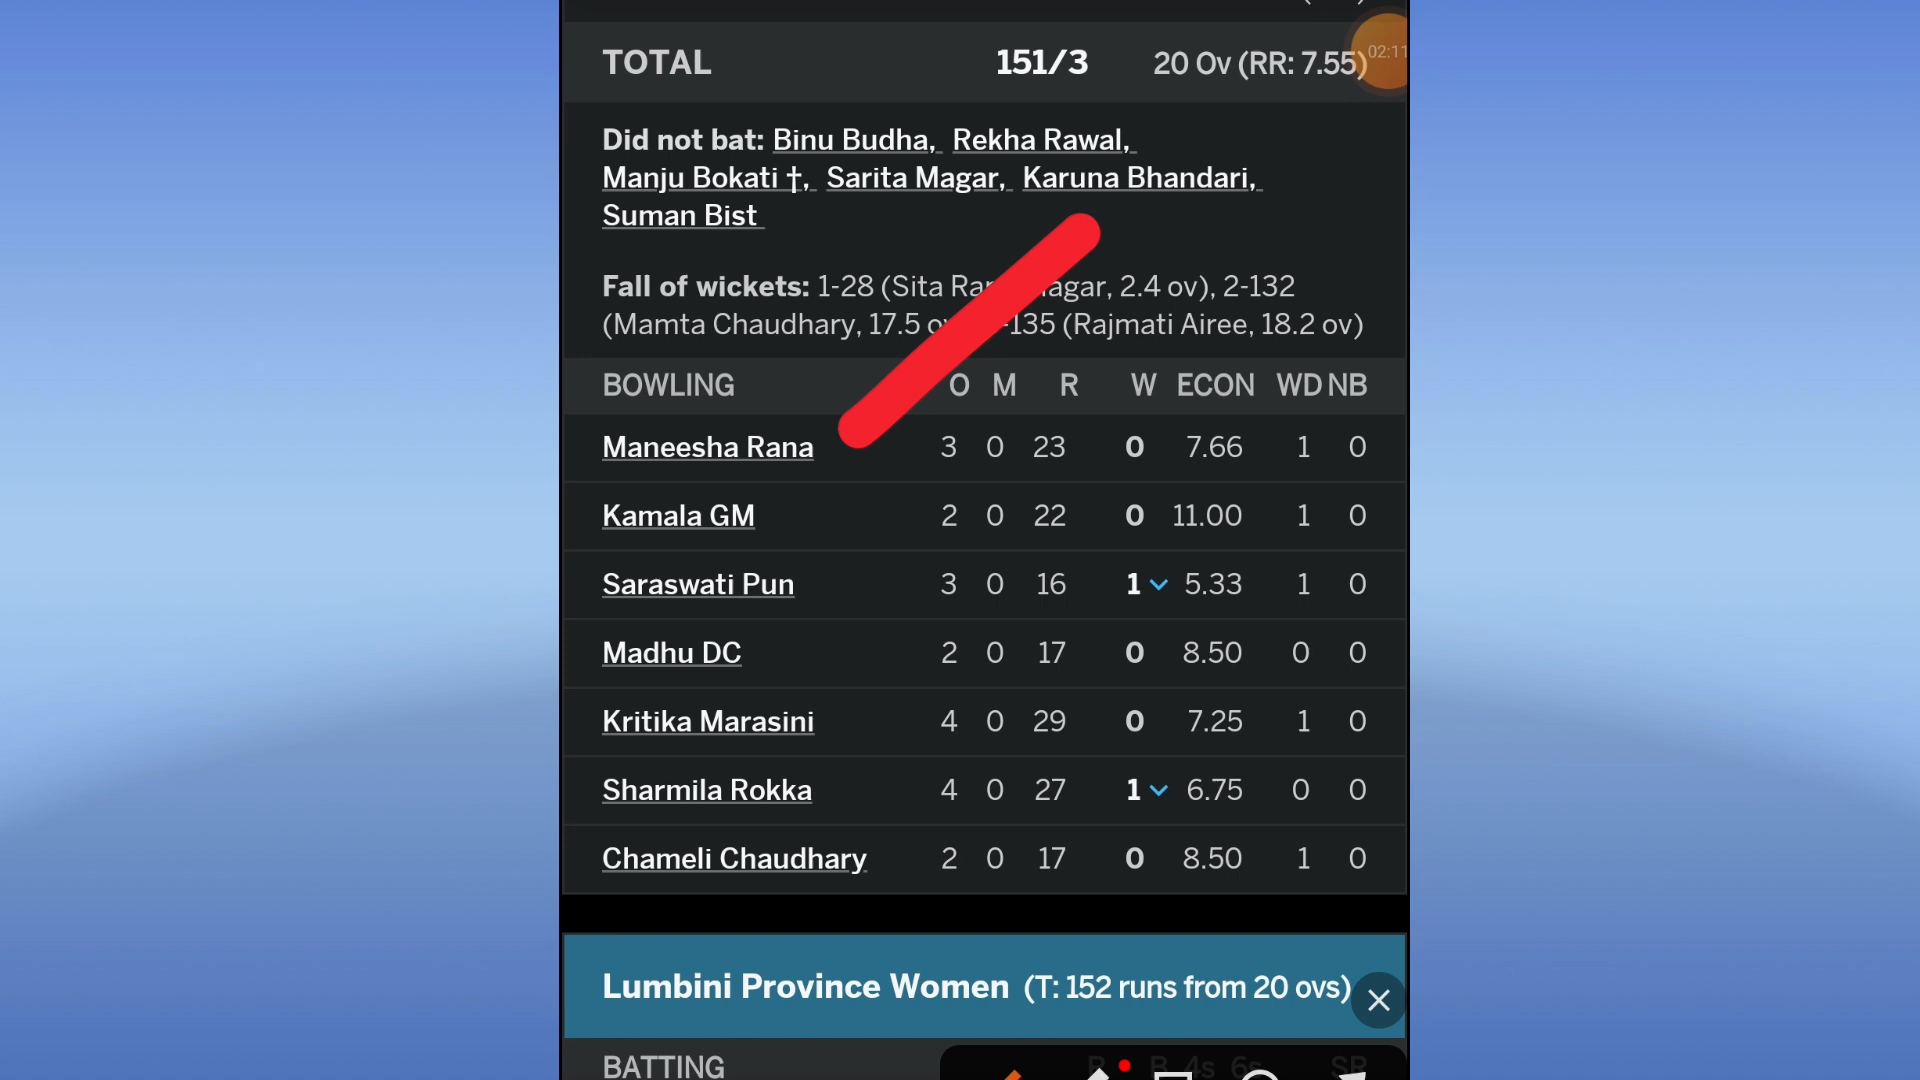 TOTAL 151/3 20 Ov (RR: 7.55)
02:11
Did not bat: Binu Budha, Rekha Rawal,
Manju Bokati †, Sarita Magar, Karuna Bhandari,
Suman Bist
Fall of wickets: 1-28 (Sita 2.4 ov), 2-132
(Mamta Chaudhary, 17.5 (Rajmati Airee, 18.2 ov)
BOWLING O M R W ECON WD NB
Maneesha Rana 3 0 23 0 7.66 1 0
Kamala GM 2 0 22 0 11.00 1 0
Saraswati Pun 3 0 16 1 5.33 1 0
Madhu DC 2 0 17 0 8.50 0 0
Kritika Marasini 4 0 29 0 7.25 1 0
Sharmila Rokka 4 0 27 1 6.75 0 0
Chameli Chaudhary 2 0 17 0 8.50 1 0
Lumbini Province Women (T: 152 runs from 20 ovs)
BATTING R B 4s 6s SR